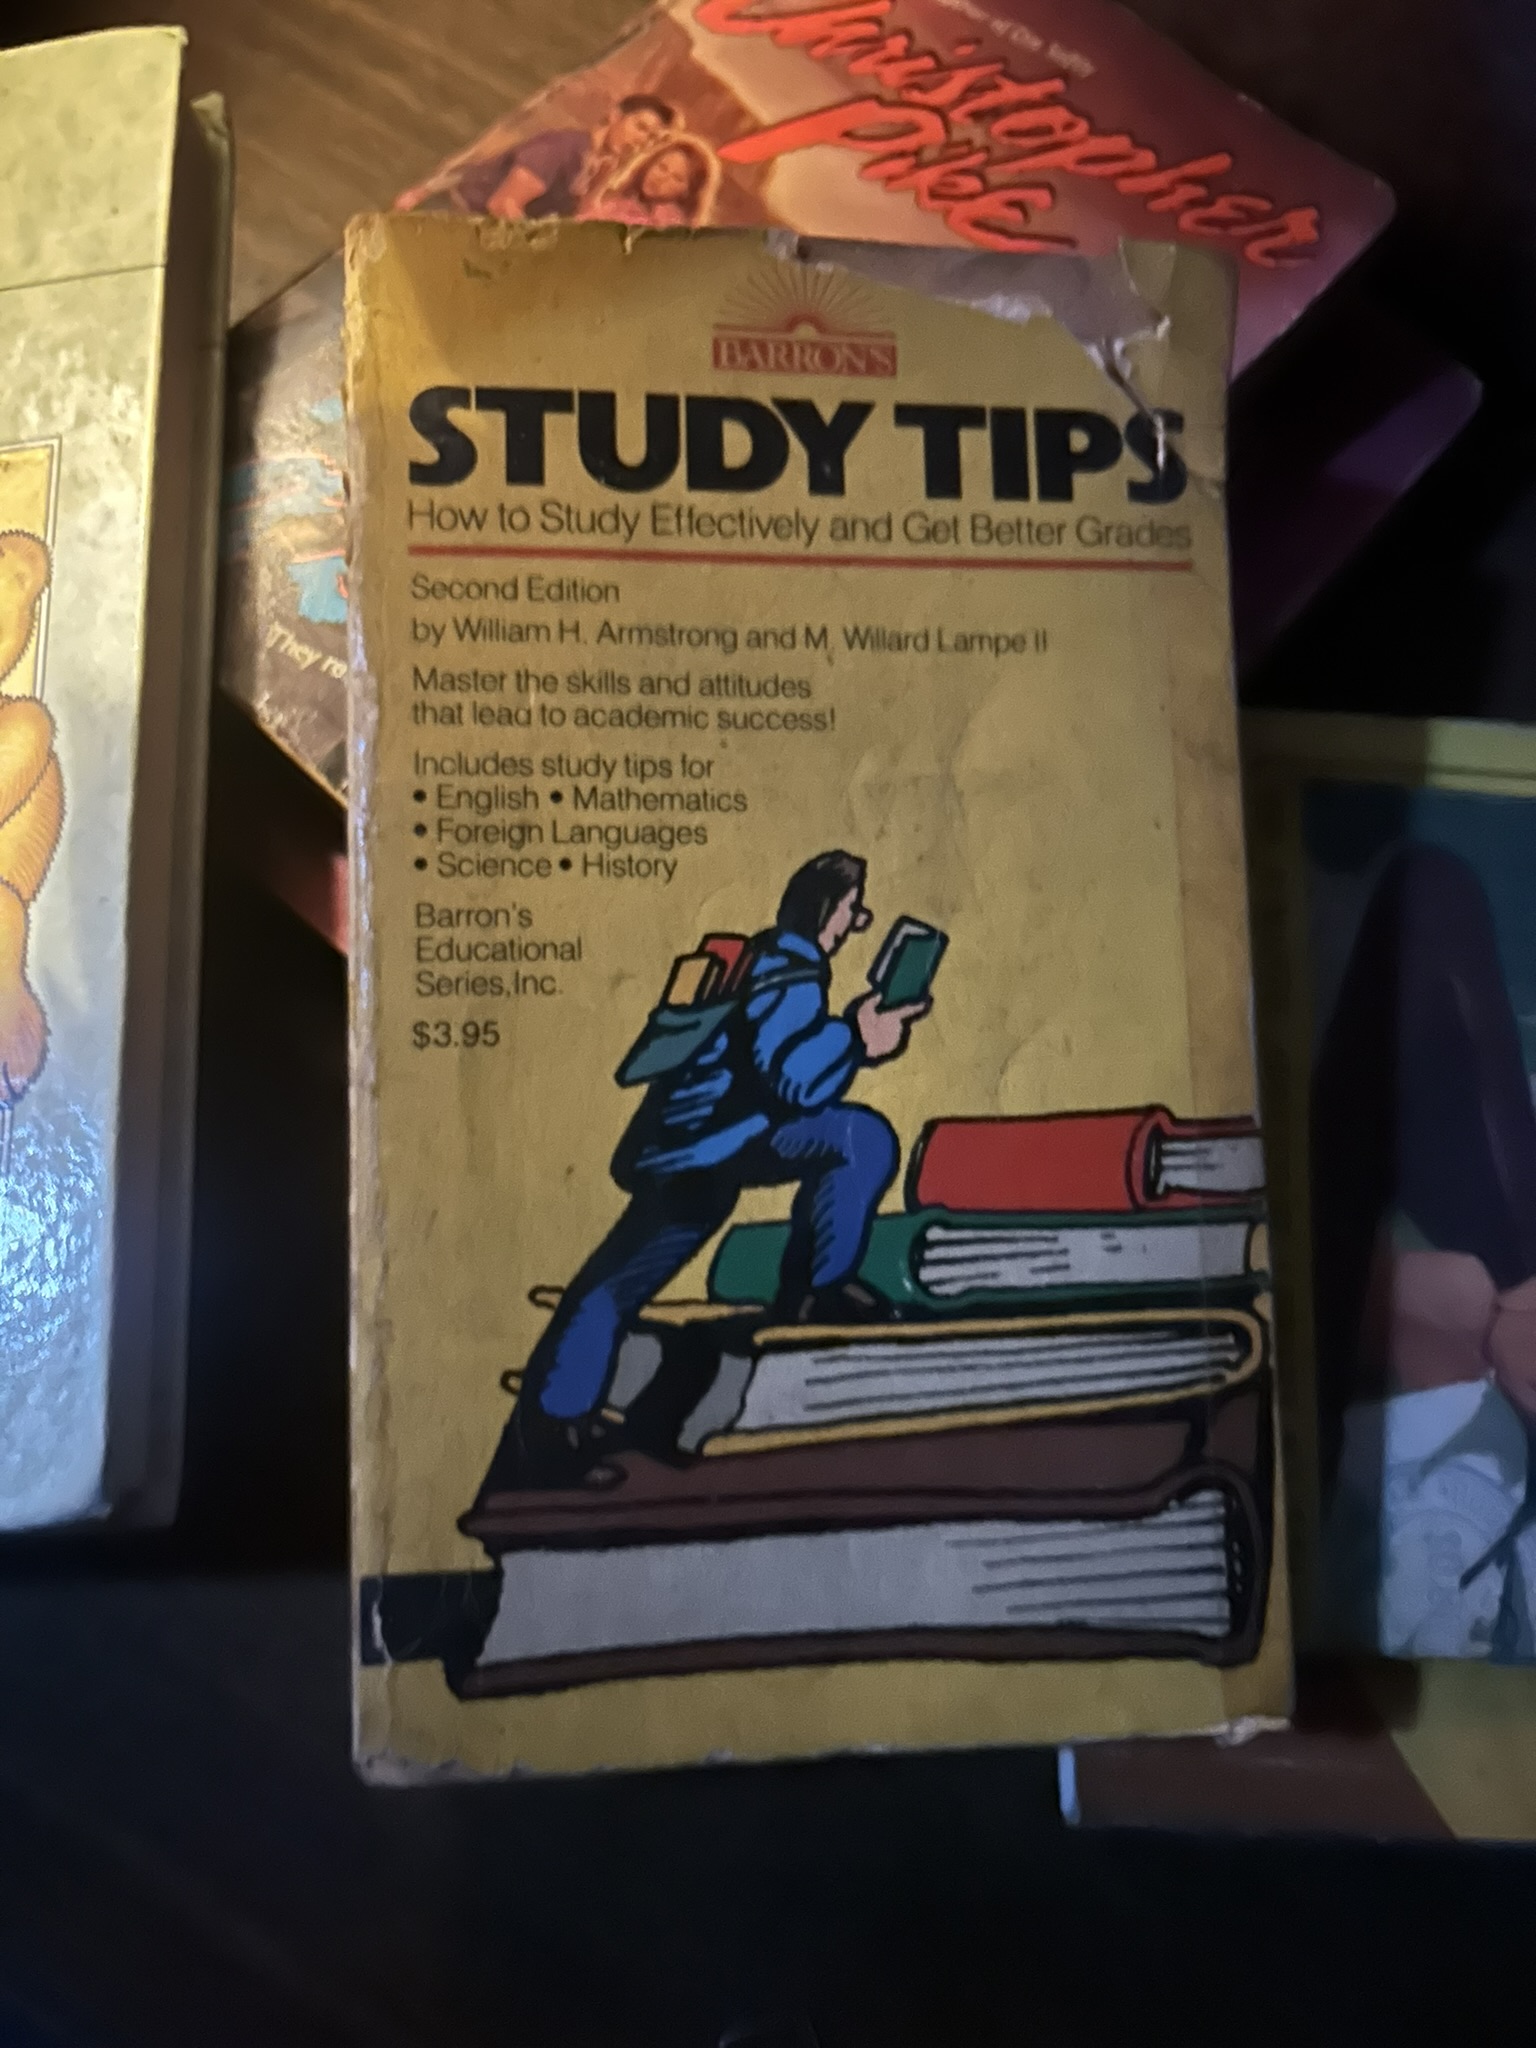 Christopher
Pike
They're
BARRON'S
STUDY TIPS
How to Study Effectively and Get Better Grades
Second Edition
by William H. Armstrong and M. Willard Lampe II
Master the skills and attitudes
that lead to academic success!
Includes study tips for
• English • Mathematics
• Foreign Languages
• Science • History
Barron's
Educational
Series, Inc.
$3.95